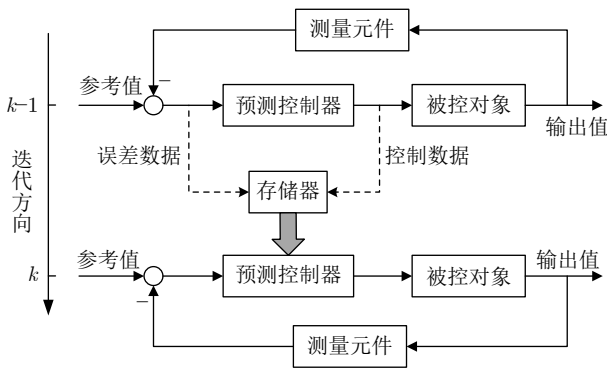 测量元件
参考值
−
k−1
预测控制器
被控对象
输出值
误差数据
控制数据
迭代方向
存储器
参考值
输出值
k
预测控制器
被控对象
−
测量元件